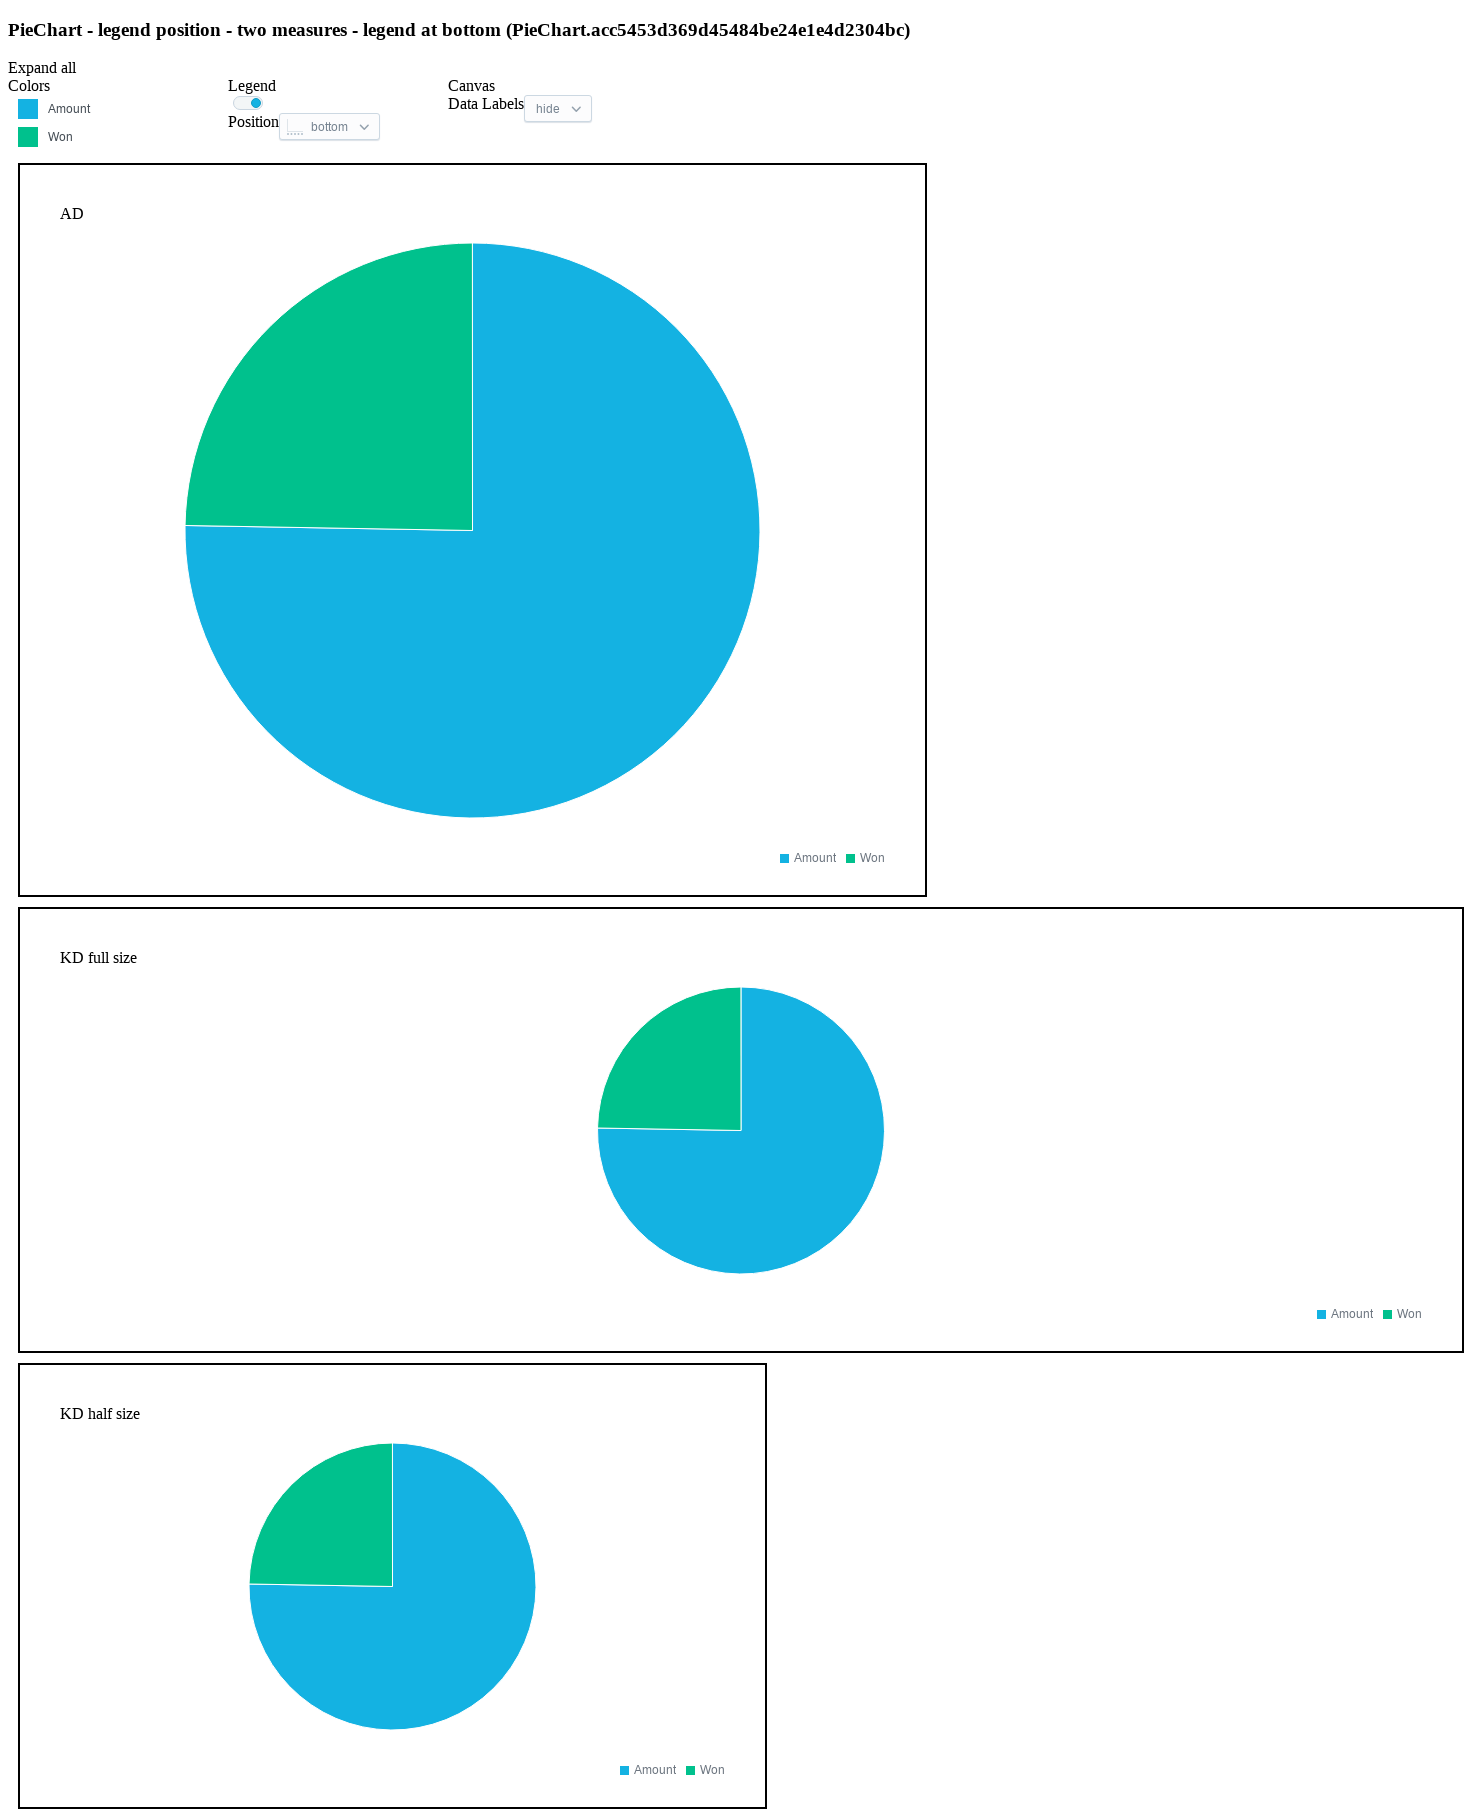 PieChart - legend position - two measures - legend at bottom (PieChart.acc5453d369d45484be24e1e4d2304bc)
Expand all
Colors
Amount
Won
Legend
Position bottom
Canvas
Data Labels hide
AD
Amount Won
KD full size
Amount Won
KD half size
Amount Won